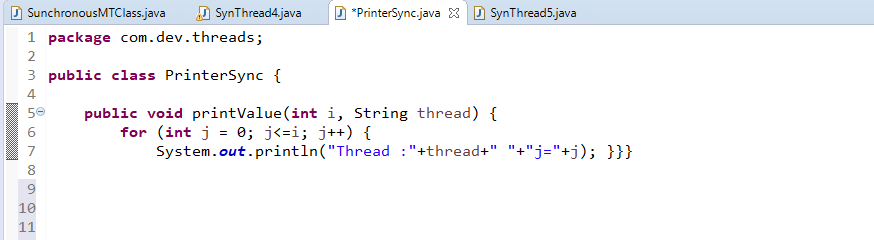 SunchronousMTClass.java SynThread4.java *PrinterSync.java SynThread5.java
1 package com.dev.threads;
2
3 public class PrinterSync {
4
5 public void printValue(int i, String thread) {
6 for (int j = 0; j<=i; j++) {
7 System.out.println("Thread :"+thread+" "+"j="+j); }}}
8
9
10
11